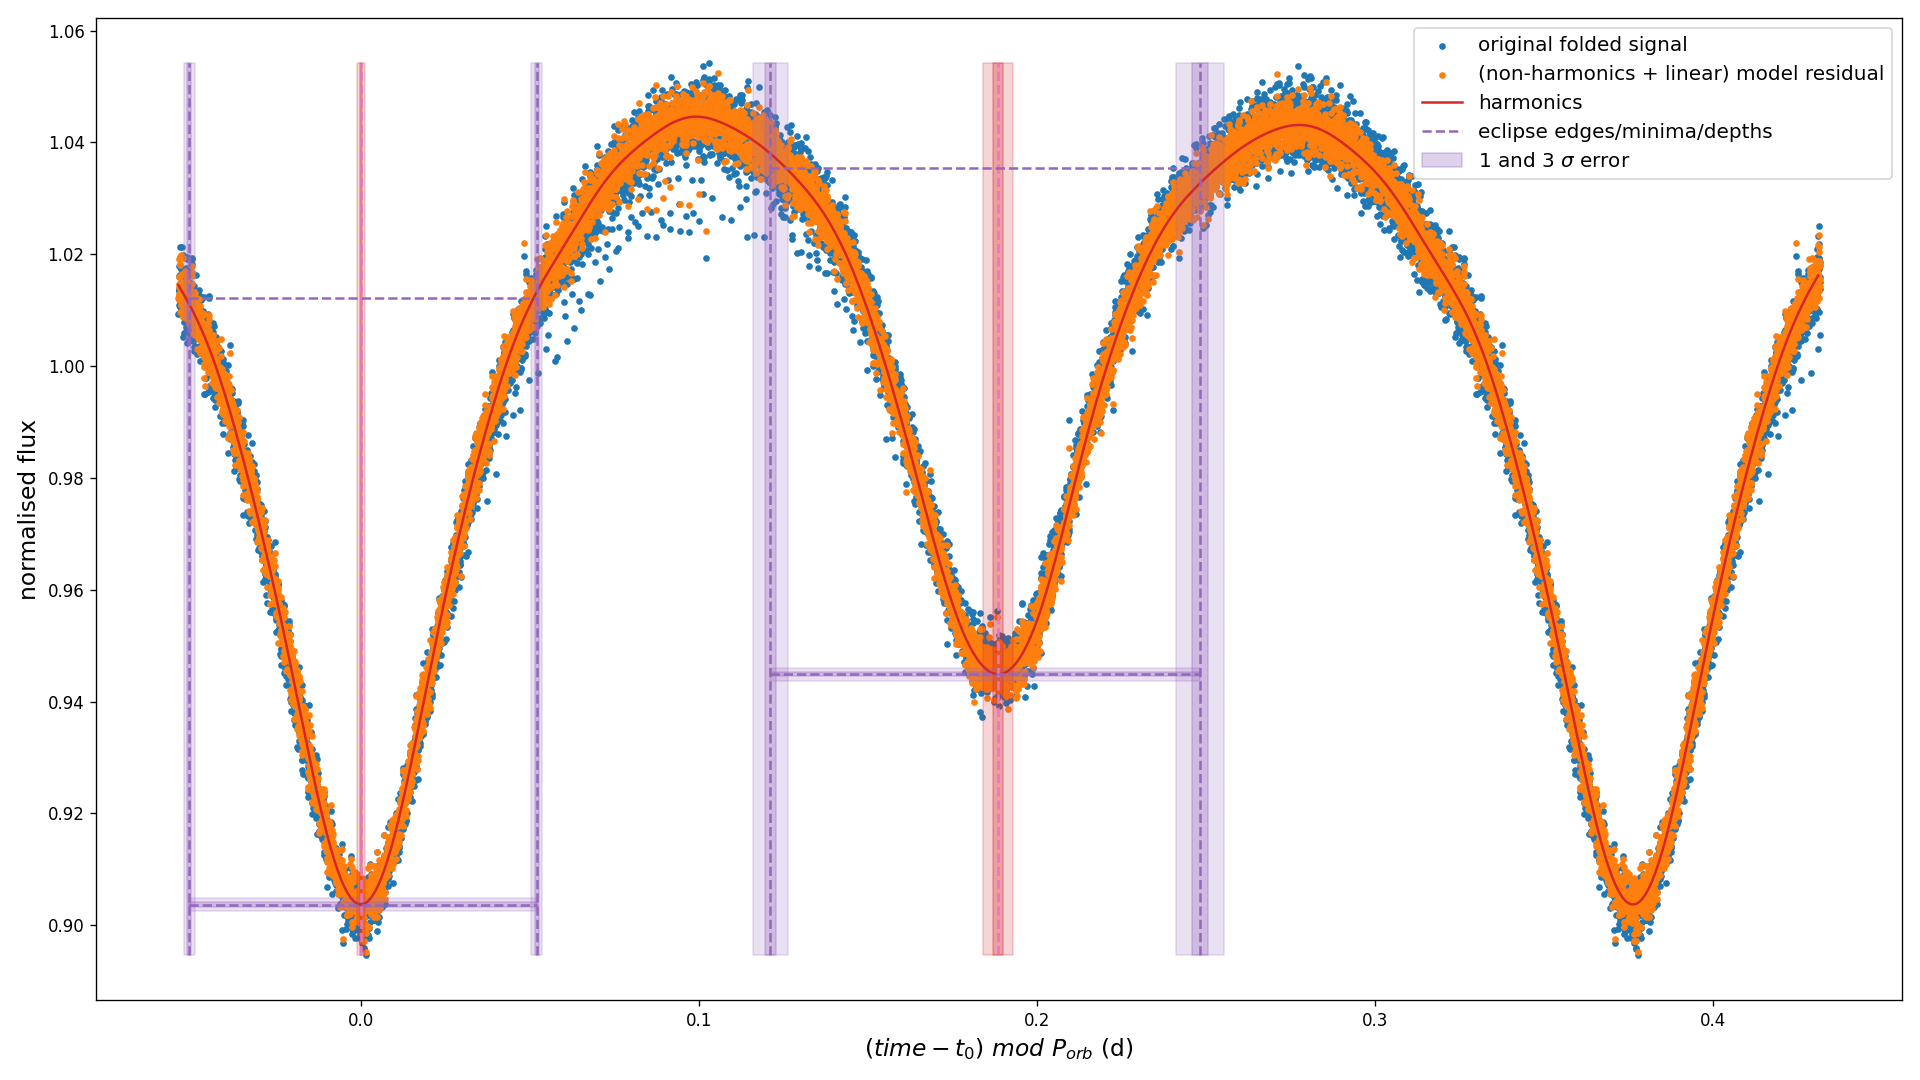 original folded signal
(non-harmonics + linear) model residual
harmonics
eclipse edges/minima/depths
1 and 3 σ error
normalised flux
1.06
1.04
1.02
1.00
0.98
0.96
0.94
0.92
0.90
0.0 0.1 0.2 0.3 0.4
(time − t₀) mod Pₒᵣb (d)